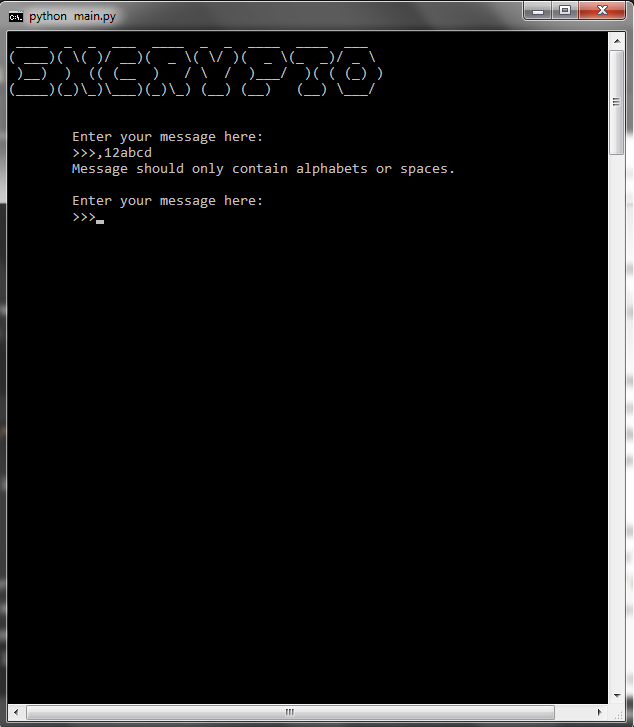 python  main.py
EXCRYPTO
Enter your message here:
>>>,12abcd
Message should only contain alphabets or spaces.
Enter your message here:
>>>